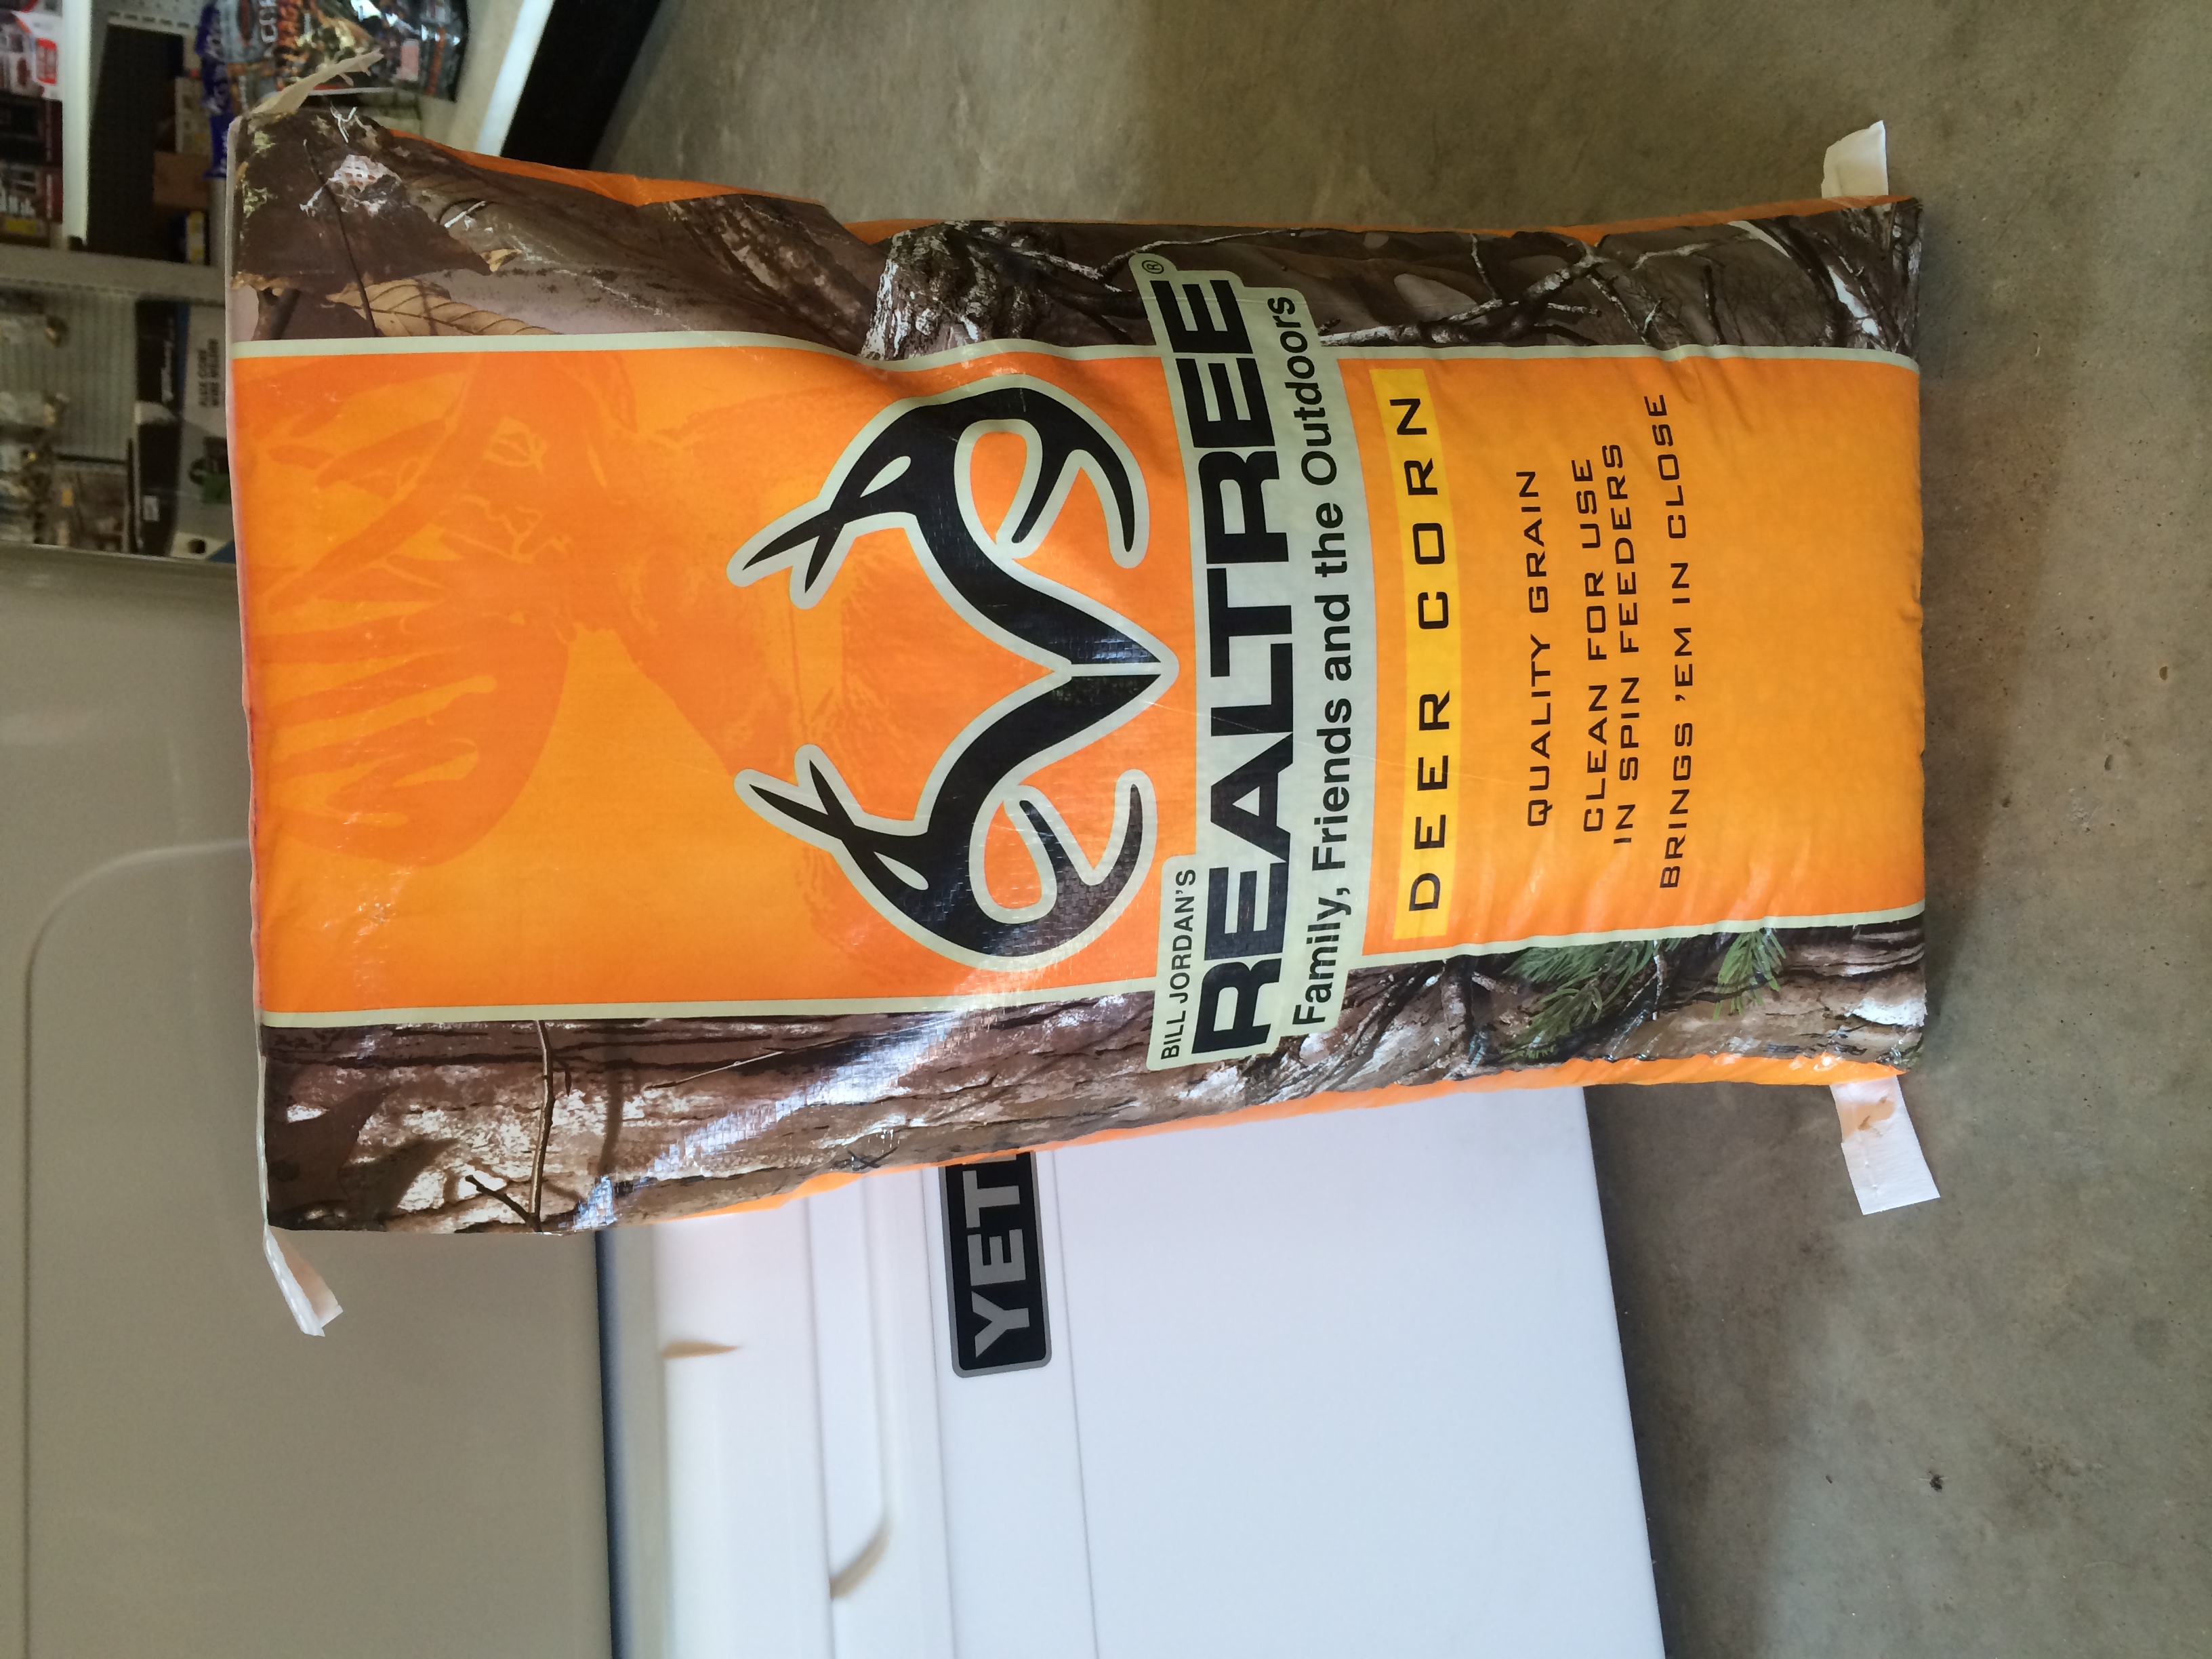 BILL JORDAN'S
REALTREE®
Family, Friends and the Outdoors
DEER CORN
QUALITY GRAIN
CLEAN FOR USE
IN SPIN FEEDERS
BRINGS 'EM IN CLOSE
YETI